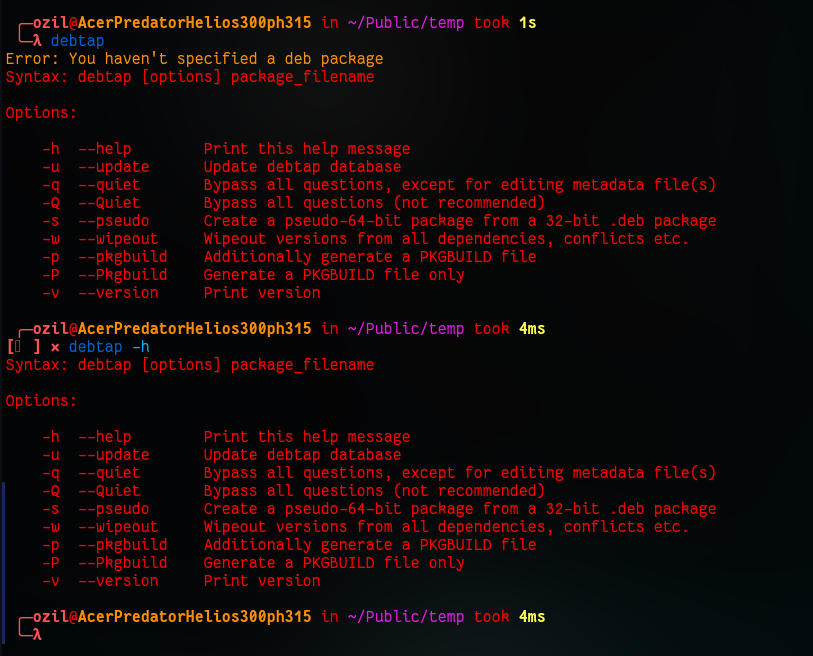 ╭─ozil@AcerPredatorHelios300ph315 in ~/Public/temp took 1s
╰─λ debtap
Error: You haven't specified a deb package
Syntax: debtap [options] package_filename
Options:
-h --help Print this help message
-u --update Update debtap database
-q --quiet Bypass all questions, except for editing metadata file(s)
-Q --Quiet Bypass all questions (not recommended)
-s --pseudo Create a pseudo-64-bit package from a 32-bit .deb package
-w --wipeout Wipeout versions from all dependencies, conflicts etc.
-p --pkgbuild Additionally generate a PKGBUILD file
-P --Pkgbuild Generate a PKGBUILD file only
-v --version Print version
╭─ozil@AcerPredatorHelios300ph315 in ~/Public/temp took 4ms
[ ] × debtap -h
Syntax: debtap [options] package_filename
Options:
-h --help Print this help message
-u --update Update debtap database
-q --quiet Bypass all questions, except for editing metadata file(s)
-Q --Quiet Bypass all questions (not recommended)
-s --pseudo Create a pseudo-64-bit package from a 32-bit .deb package
-w --wipeout Wipeout versions from all dependencies, conflicts etc.
-p --pkgbuild Additionally generate a PKGBUILD file
-P --Pkgbuild Generate a PKGBUILD file only
-v --version Print version
╭─ozil@AcerPredatorHelios300ph315 in ~/Public/temp took 4ms
╰─λ